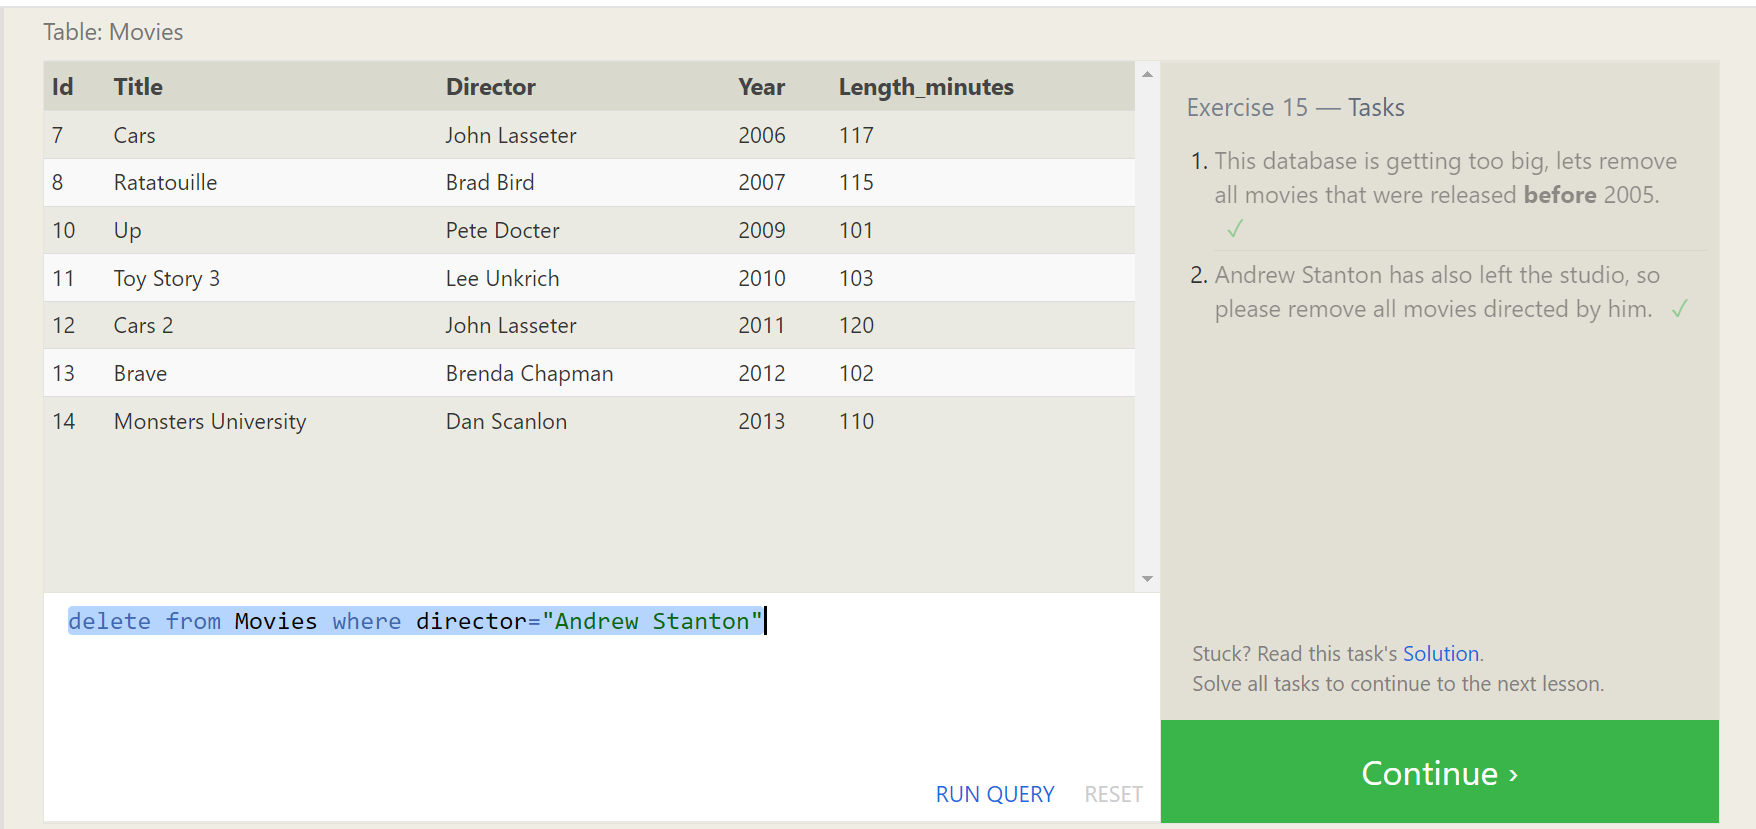 Table: Movies
Id Title Director Year Length_minutes
7 Cars John Lasseter 2006 117
8 Ratatouille Brad Bird 2007 115
10 Up Pete Docter 2009 101
11 Toy Story 3 Lee Unkrich 2010 103
12 Cars 2 John Lasseter 2011 120
13 Brave Brenda Chapman 2012 102
14 Monsters University Dan Scanlon 2013 110
delete from Movies where director="Andrew Stanton"
RUN QUERY RESET
Exercise 15 — Tasks
1. This database is getting too big, lets remove
all movies that were released before 2005.
✓
2. Andrew Stanton has also left the studio, so
please remove all movies directed by him. ✓
Stuck? Read this task's Solution.
Solve all tasks to continue to the next lesson.
Continue ›